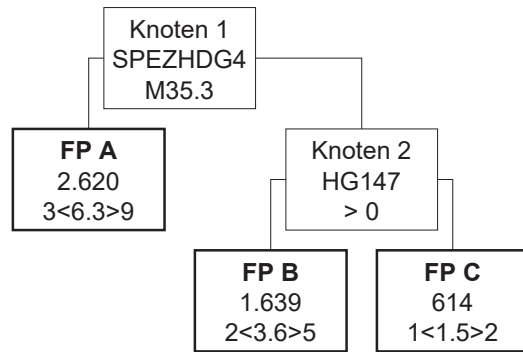 Knoten 1
SPEZHDG4
M35.3
FP A
2.620
3<6.3>9
Knoten 2
HG147
> 0
FP B
1.639
2<3.6>5
FP C
614
1<1.5>2